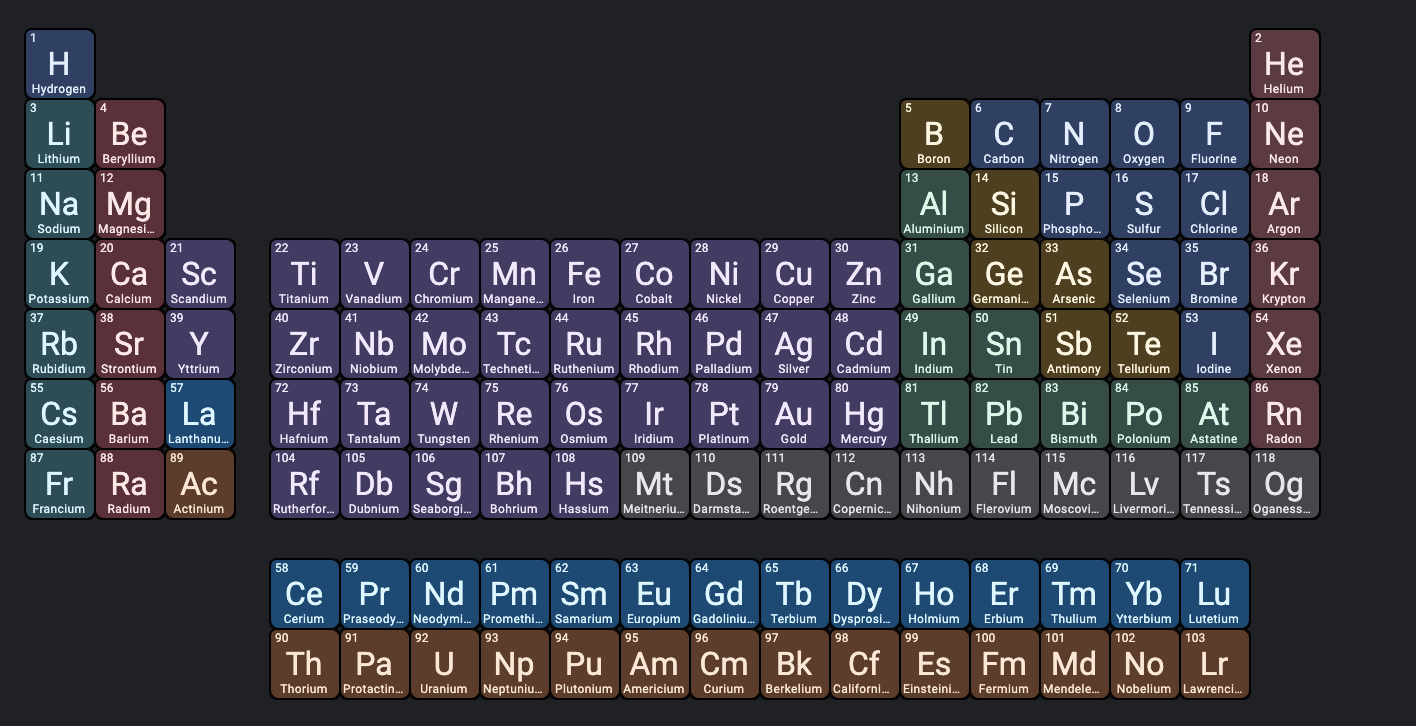 1 2
H He
Hydrogen Helium
3 4 5 6 7 8 9 10
Li Be B C N O F Ne
Lithium Beryllium Boron Carbon Nitrogen Oxygen Fluorine Neon
11 12 13 14 15 16 17 18
Na Mg Al Si P S Cl Ar
Sodium Magnesi... Aluminium Silicon Phospho... Sulfur Chlorine Argon
19 20 21 22 23 24 25 26 27 28 29 30 31 32 33 34 35 36
K Ca Sc Ti V Cr Mn Fe Co Ni Cu Zn Ga Ge As Se Br Kr
Potassium Calcium Scandium Titanium Vanadium Chromium Mangane... Iron Cobalt Nickel Copper Zinc Gallium Germani... Arsenic Selenium Bromine Krypton
37 38 39 40 41 42 43 44 45 46 47 48 49 50 51 52 53 54
Rb Sr Y Zr Nb Mo Tc Ru Rh Pd Ag Cd In Sn Sb Te I Xe
Rubidium Strontium Yttrium Zirconium Niobium Molybde... Techneti... Ruthenium Rhodium Palladium Silver Cadmium Indium Tin Antimony Tellurium Iodine Xenon
55 56 57 72 73 74 75 76 77 78 79 80 81 82 83 84 85 86
Cs Ba La Hf Ta W Re Os Ir Pt Au Hg Tl Pb Bi Po At Rn
Caesium Barium Lanthanu... Hafnium Tantalum Tungsten Rhenium Osmium Iridium Platinum Gold Mercury Thallium Lead Bismuth Polonium Astatine Radon
87 88 89 104 105 106 107 108 109 110 111 112 113 114 115 116 117 118
Fr Ra Ac Rf Db Sg Bh Hs Mt Ds Rg Cn Nh Fl Mc Lv Ts Og
Francium Radium Actinium Rutherfor... Dubnium Seaborgi... Bohrium Hassium Meitneriu... Darmsta... Roentge... Copernic... Nihonium Flerovium Moscovi... Livermori... Tennessi... Oganess...
58 59 60 61 62 63 64 65 66 67 68 69 70 71
Ce Pr Nd Pm Sm Eu Gd Tb Dy Ho Er Tm Yb Lu
Cerium Praseody... Neodymi... Promethi... Samarium Europium Gadoliniu... Terbium Dysprosi... Holmium Erbium Thulium Ytterbium Lutetium
90 91 92 93 94 95 96 97 98 99 100 101 102 103
Th Pa U Np Pu Am Cm Bk Cf Es Fm Md No Lr
Thorium Protactin... Uranium Neptuniu... Plutonium Americium Curium Berkelium Californi... Einsteini... Fermium Mendele... Nobelium Lawrenci...